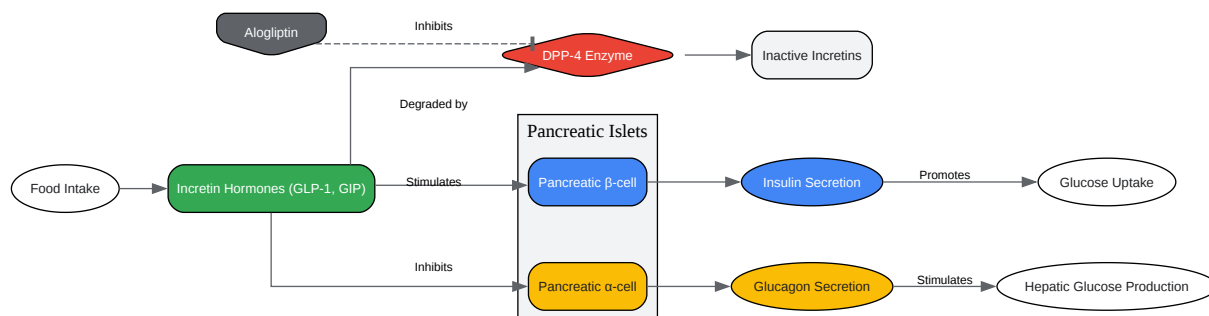 Alogliptin
Inhibits
DPP-4 Enzyme
Inactive Incretins
Degraded by
Pancreatic Islets
Food Intake
Incretin Hormones (GLP-1, GIP)
Stimulates
Pancreatic β-cell
Insulin Secretion
Promotes
Glucose Uptake
Inhibits
Pancreatic α-cell
Glucagon Secretion
Stimulates
Hepatic Glucose Production